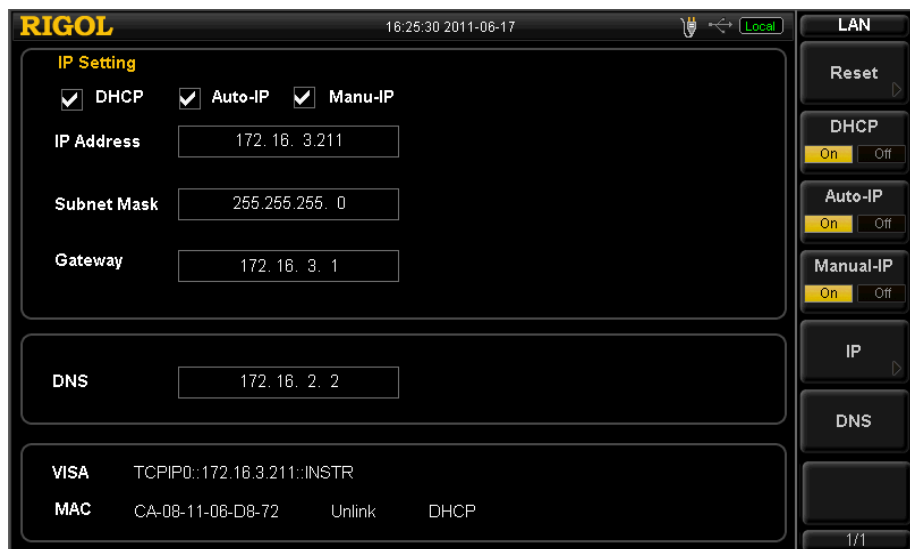 RIGOL 16:25:30 2011-06-17 Local
IP Setting
DHCP Auto-IP Manu-IP
IP Address 172. 16. 3.211
Subnet Mask 255.255.255. 0
Gateway 172. 16. 3. 1
DNS 172. 16. 2. 2
VISA TCPIP0::172.16.3.211::INSTR
MAC CA-08-11-06-D8-72 Unlink DHCP
LAN
Reset
DHCP
On Off
Auto-IP
On Off
Manual-IP
On Off
IP
DNS
1/1